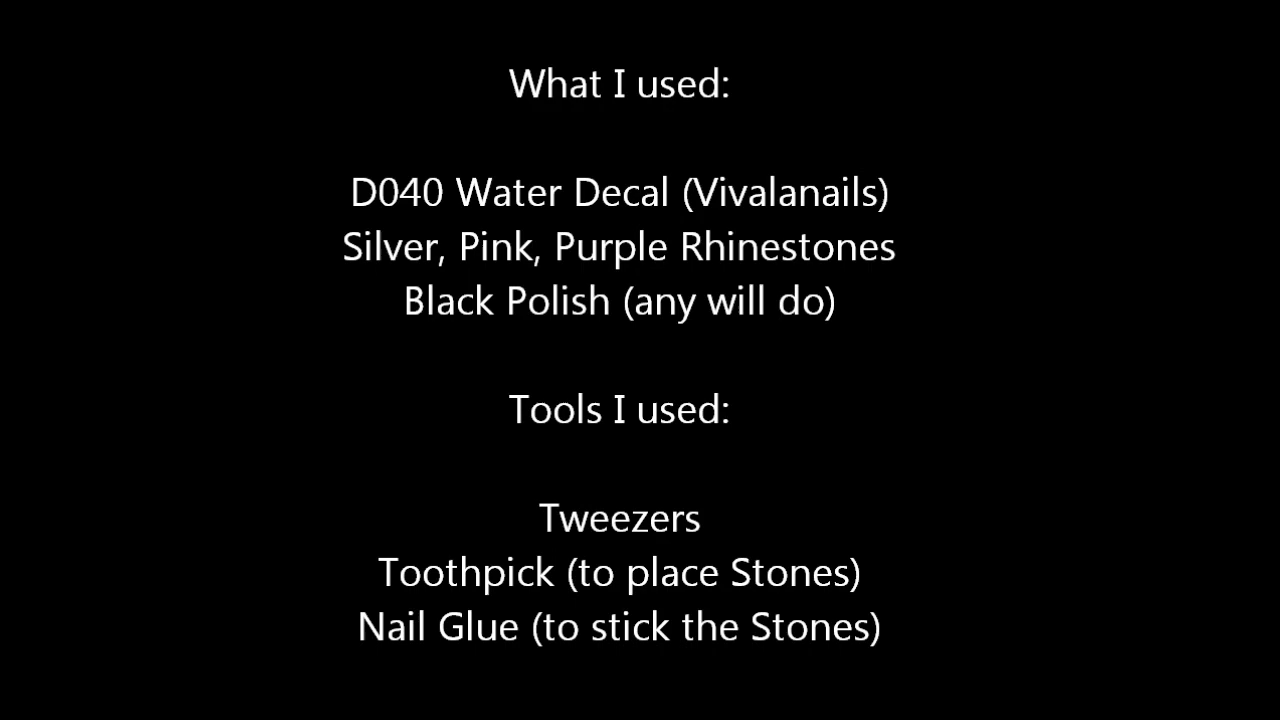 What I used:
D040 Water Decal (Vivalanails)
Silver, Pink, Purple Rhinestones
Black Polish (any will do)
Tools I used:
Tweezers
Toothpick (to place Stones)
Nail Glue (to stick the Stones)